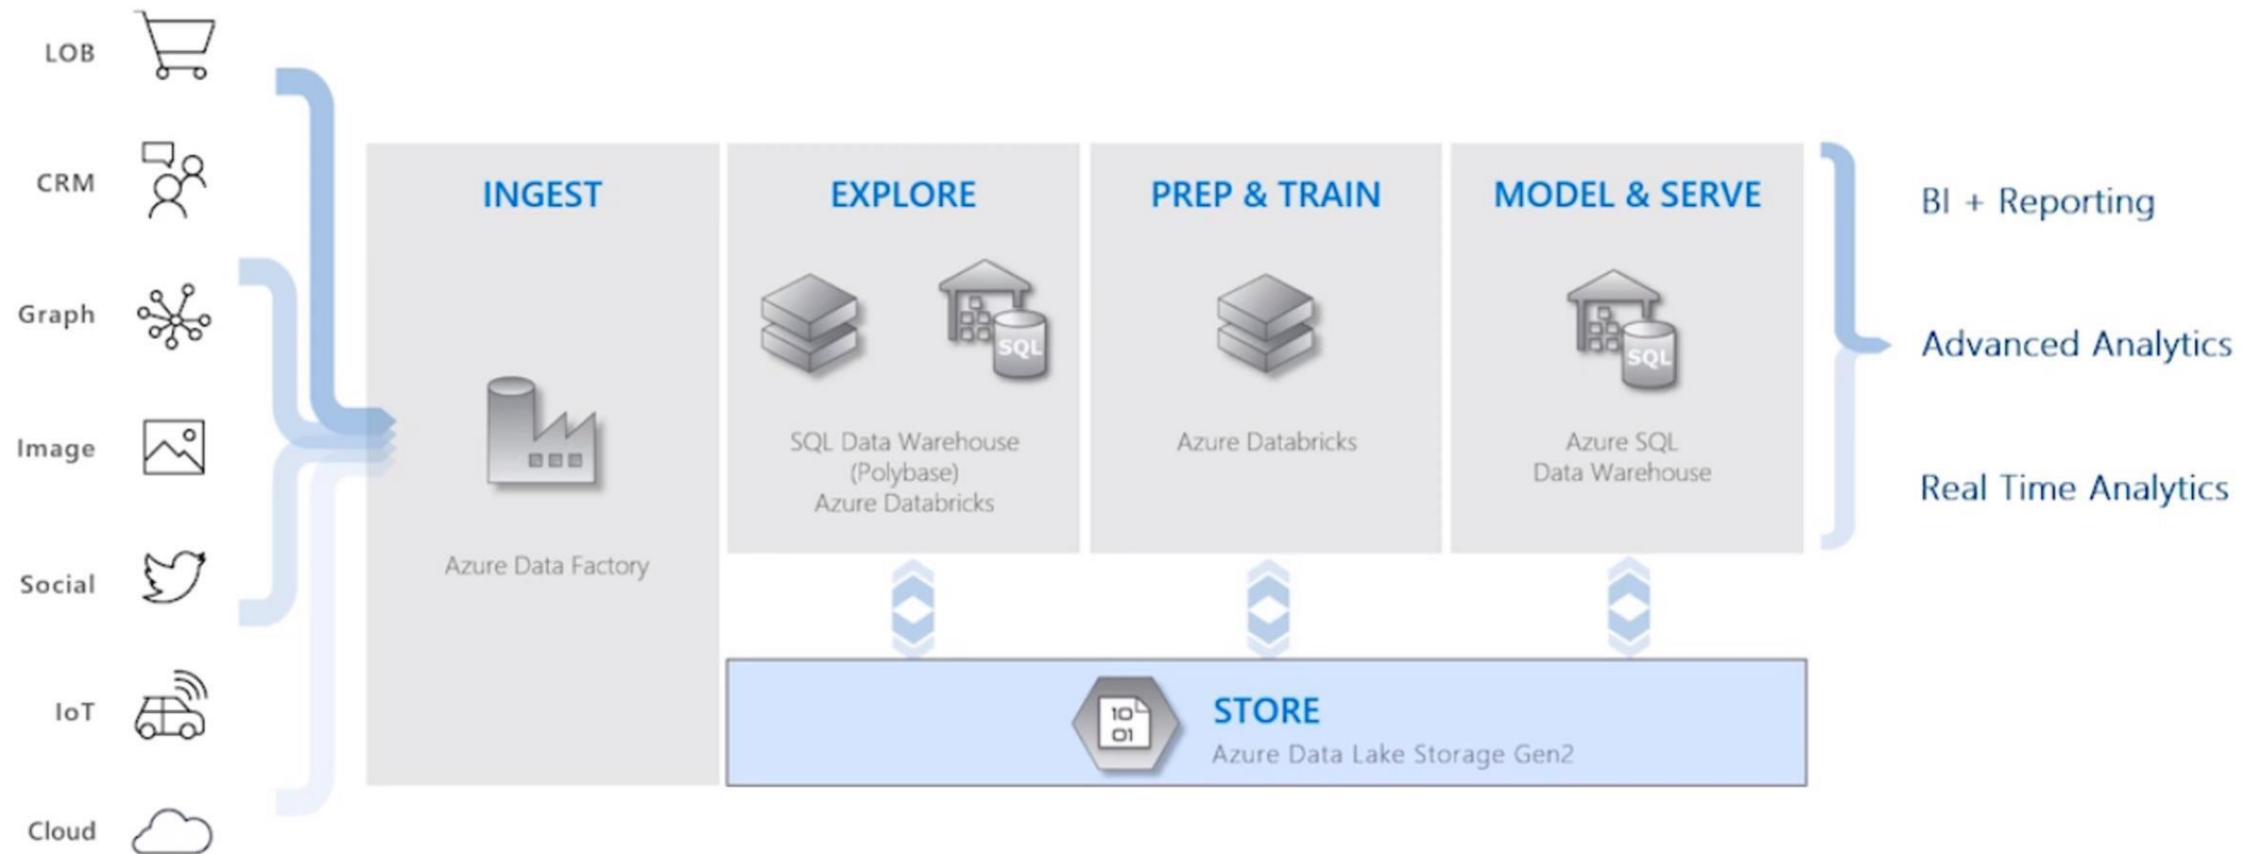 LOB
CRM
Graph
Image
Social
IoT
Cloud
INGEST
Azure Data Factory
EXPLORE
SQL
SQL Data Warehouse
(Polybase)
Azure Databricks
PREP & TRAIN
Azure Databricks
MODEL & SERVE
SQL
Azure SQL
Data Warehouse
10
01
STORE
Azure Data Lake Storage Gen2
BI + Reporting
Advanced Analytics
Real Time Analytics